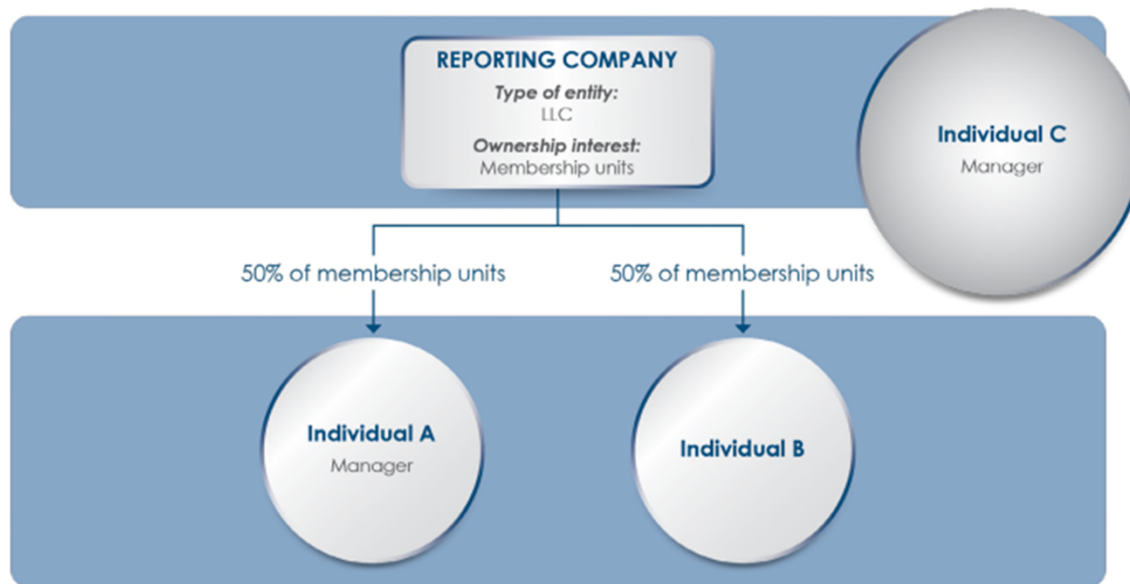 REPORTING COMPANY
Type of entity:
LLC
Ownership interest:
Membership units
Individual C
Manager
50% of membership units
50% of membership units
Individual A
Manager
Individual B